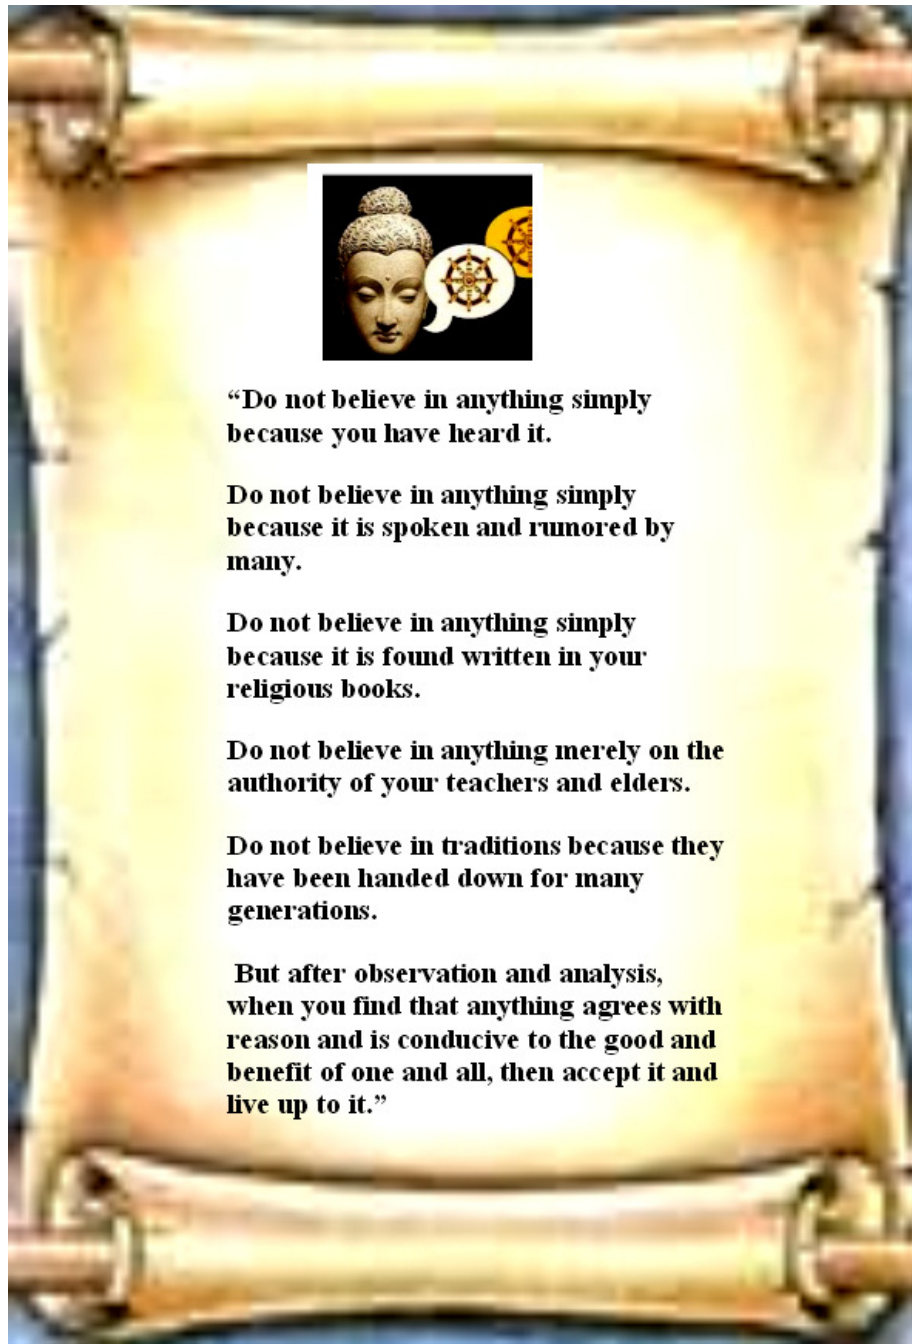 “Do not believe in anything simply
because you have heard it.
Do not believe in anything simply
because it is spoken and rumored by
many.
Do not believe in anything simply
because it is found written in your
religious books.
Do not believe in anything merely on the
authority of your teachers and elders.
Do not believe in traditions because they
have been handed down for many
generations.
But after observation and analysis,
when you find that anything agrees with
reason and is conducive to the good and
benefit of one and all, then accept it and
live up to it.”